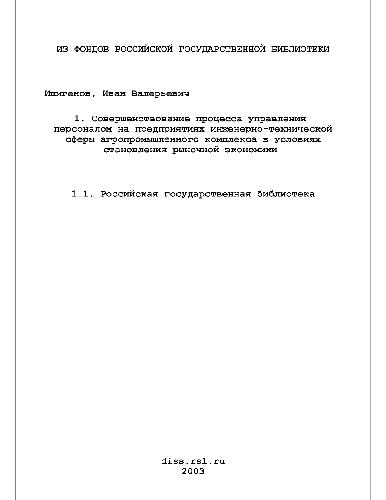 ИЗ ФОНДОВ РОССИЙСКОЙ ГОСУДАРСТВЕННОЙ БИБЛИОТЕКИ
Ишигенов, Иван Валерьевич
1. Совершенствование процесса управления
персоналом на предприятиях инженерно-технической
сферы агропромышленного комплекса в условиях
становления рыночной экономики
1.1. Российская государственная библиотека
diss.rsl.ru
2003